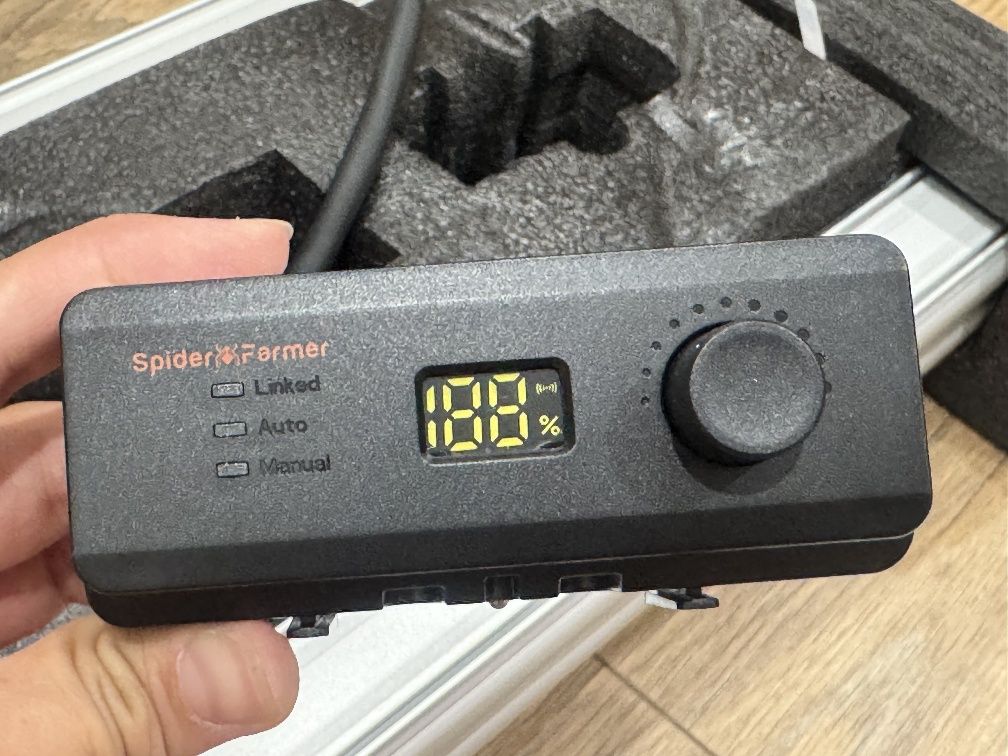 Spider Farmer
Linked
Auto
Manual
188
%